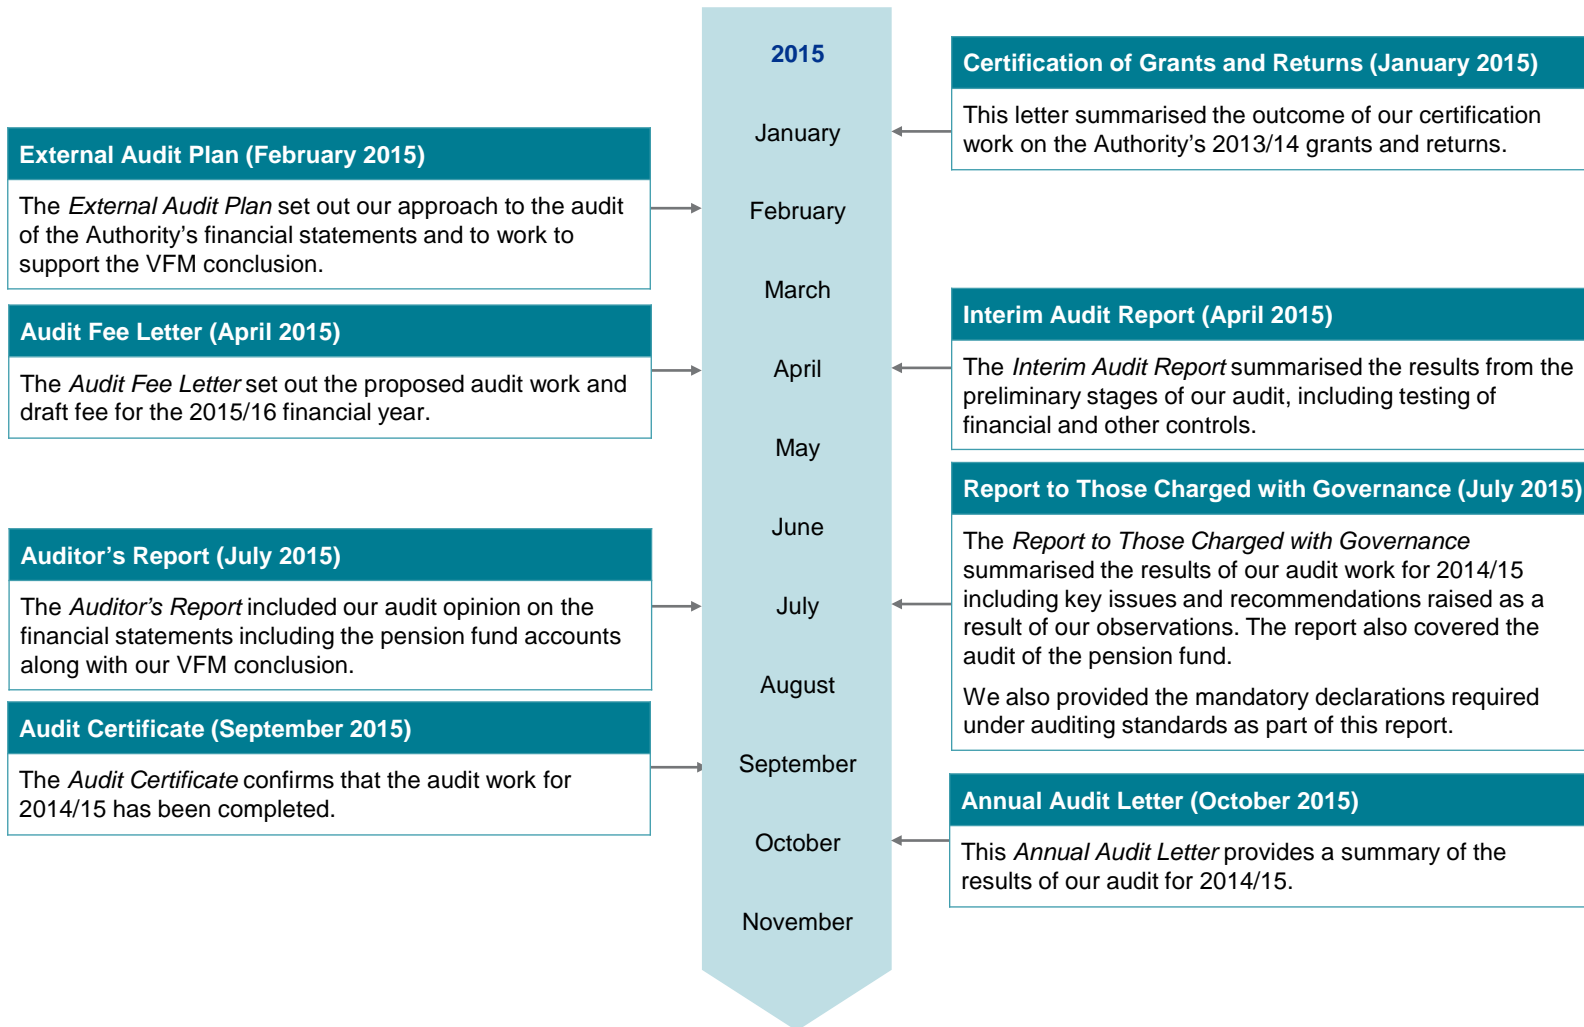 2015
January
February
March
April
May
June
July
August
September
October
November
External Audit Plan (February 2015)
The External Audit Plan set out our approach to the audit
of the Authority’s financial statements and to work to
support the VFM conclusion.
Audit Fee Letter (April 2015)
The Audit Fee Letter set out the proposed audit work and
draft fee for the 2015/16 financial year.
Auditor’s Report (July 2015)
The Auditor’s Report included our audit opinion on the
financial statements including the pension fund accounts
along with our VFM conclusion.
Audit Certificate (September 2015)
The Audit Certificate confirms that the audit work for
2014/15 has been completed.
Certification of Grants and Returns (January 2015)
This letter summarised the outcome of our certification
work on the Authority’s 2013/14 grants and returns.
Interim Audit Report (April 2015)
The Interim Audit Report summarised the results from the
preliminary stages of our audit, including testing of
financial and other controls.
Report to Those Charged with Governance (July 2015)
The Report to Those Charged with Governance
summarised the results of our audit work for 2014/15
including key issues and recommendations raised as a
result of our observations. The report also covered the
audit of the pension fund.
We also provided the mandatory declarations required
under auditing standards as part of this report.
Annual Audit Letter (October 2015)
This Annual Audit Letter provides a summary of the
results of our audit for 2014/15.